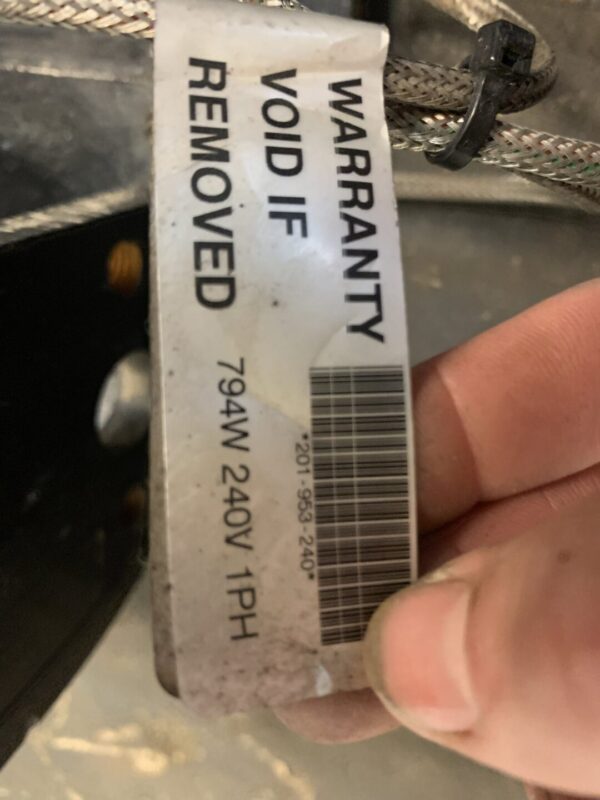 WARRANTY
VOID IF
REMOVED
*201-953-240*
794W 240V 1PH